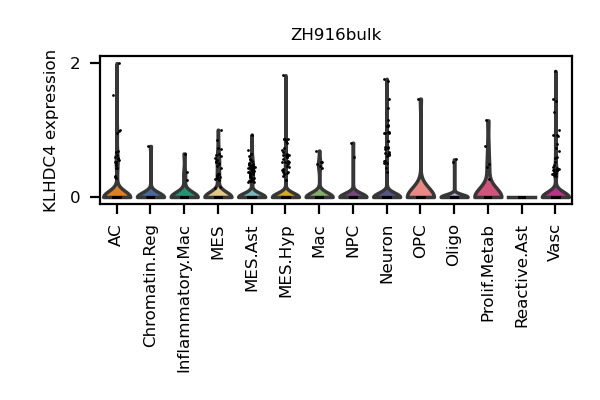 ZH916bulk
KLHDC4 expression
2
0
AC
Chromatin.Reg
Inflammatory.Mac
MES
MES.Ast
MES.Hyp
Mac
NPC
Neuron
OPC
Oligo
Prolif.Metab
Reactive.Ast
Vasc